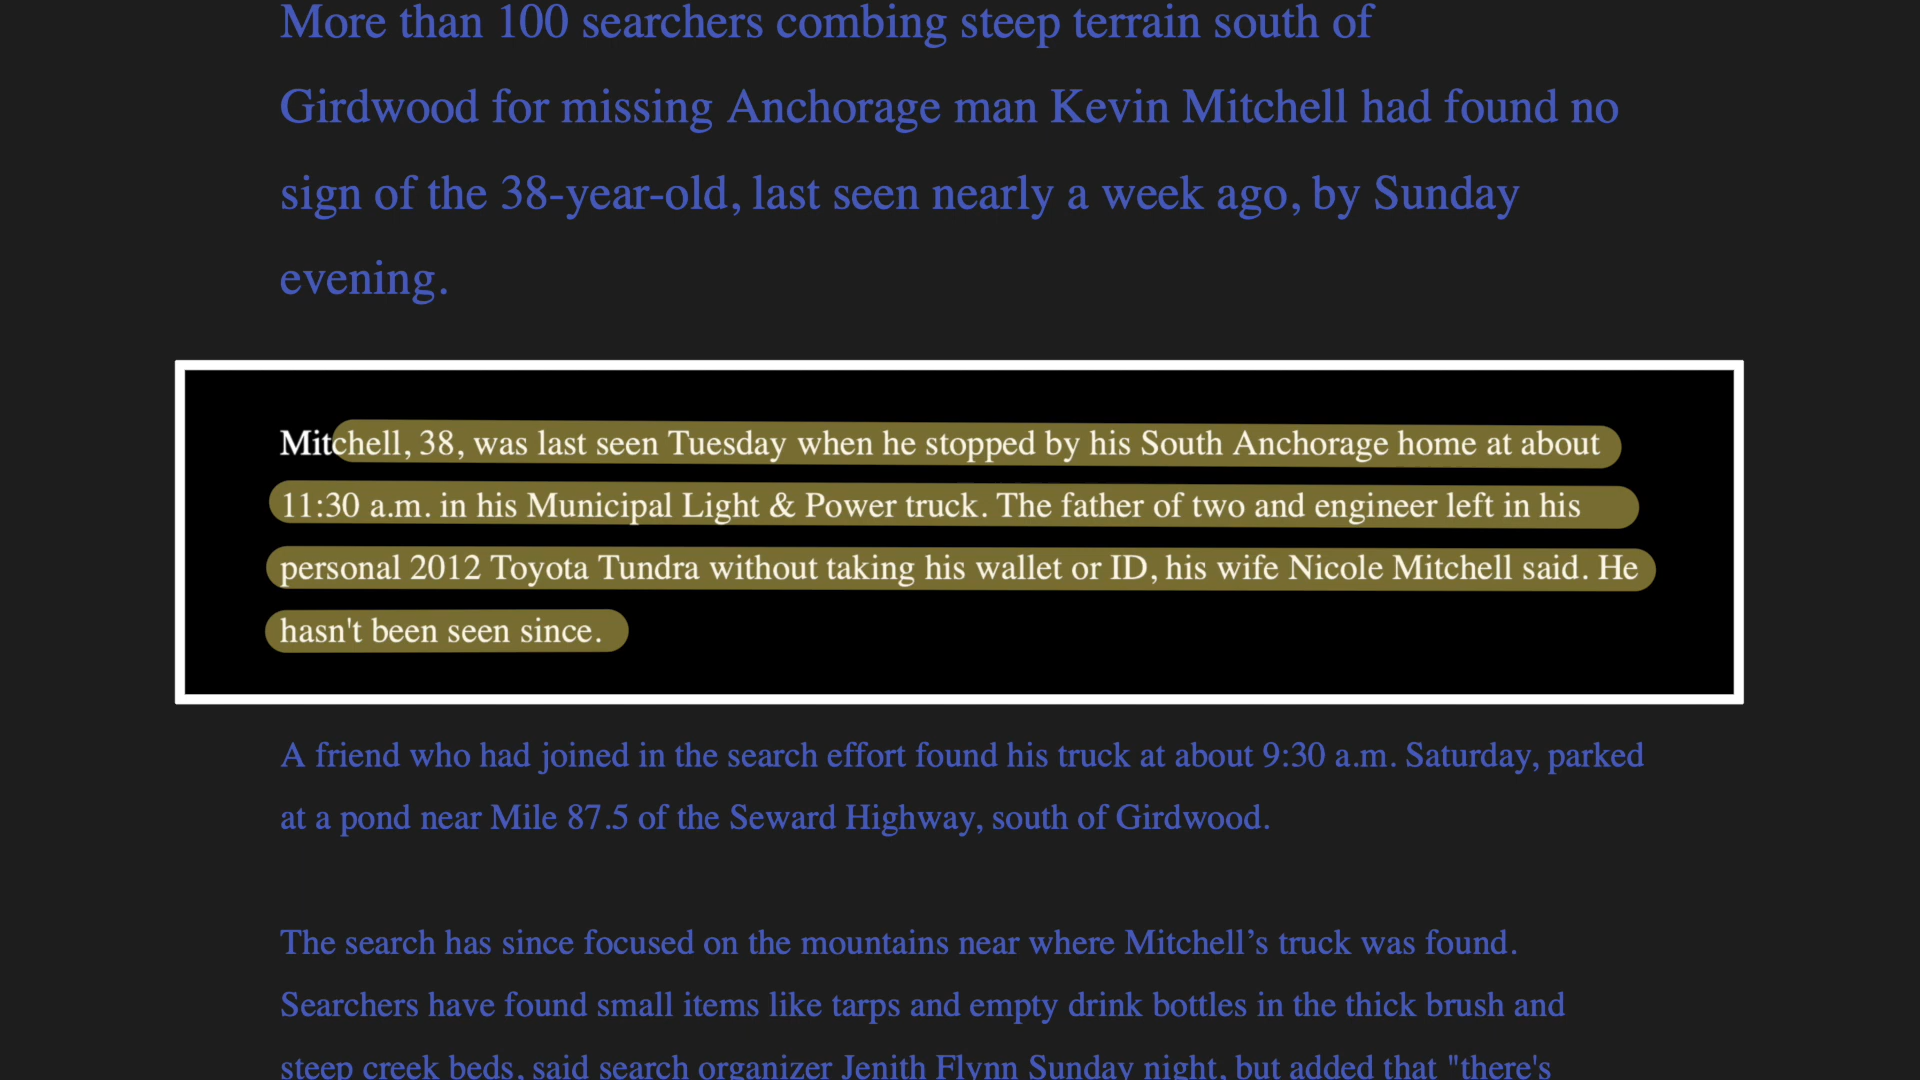 More than 100 searchers combing steep terrain south of
Girdwood for missing Anchorage man Kevin Mitchell had found no
sign of the 38-year-old, last seen nearly a week ago, by Sunday
evening.
Mitchell, 38, was last seen Tuesday when he stopped by his South Anchorage home at about
11:30 a.m. in his Municipal Light & Power truck. The father of two and engineer left in his
personal 2012 Toyota Tundra without taking his wallet or ID, his wife Nicole Mitchell said. He
hasn't been seen since.
A friend who had joined in the search effort found his truck at about 9:30 a.m. Saturday, parked
at a pond near Mile 87.5 of the Seward Highway, south of Girdwood.
The search has since focused on the mountains near where Mitchell’s truck was found.
Searchers have found small items like tarps and empty drink bottles in the thick brush and
steep creek beds, said search organizer Jenith Flynn Sunday night, but added that "there's